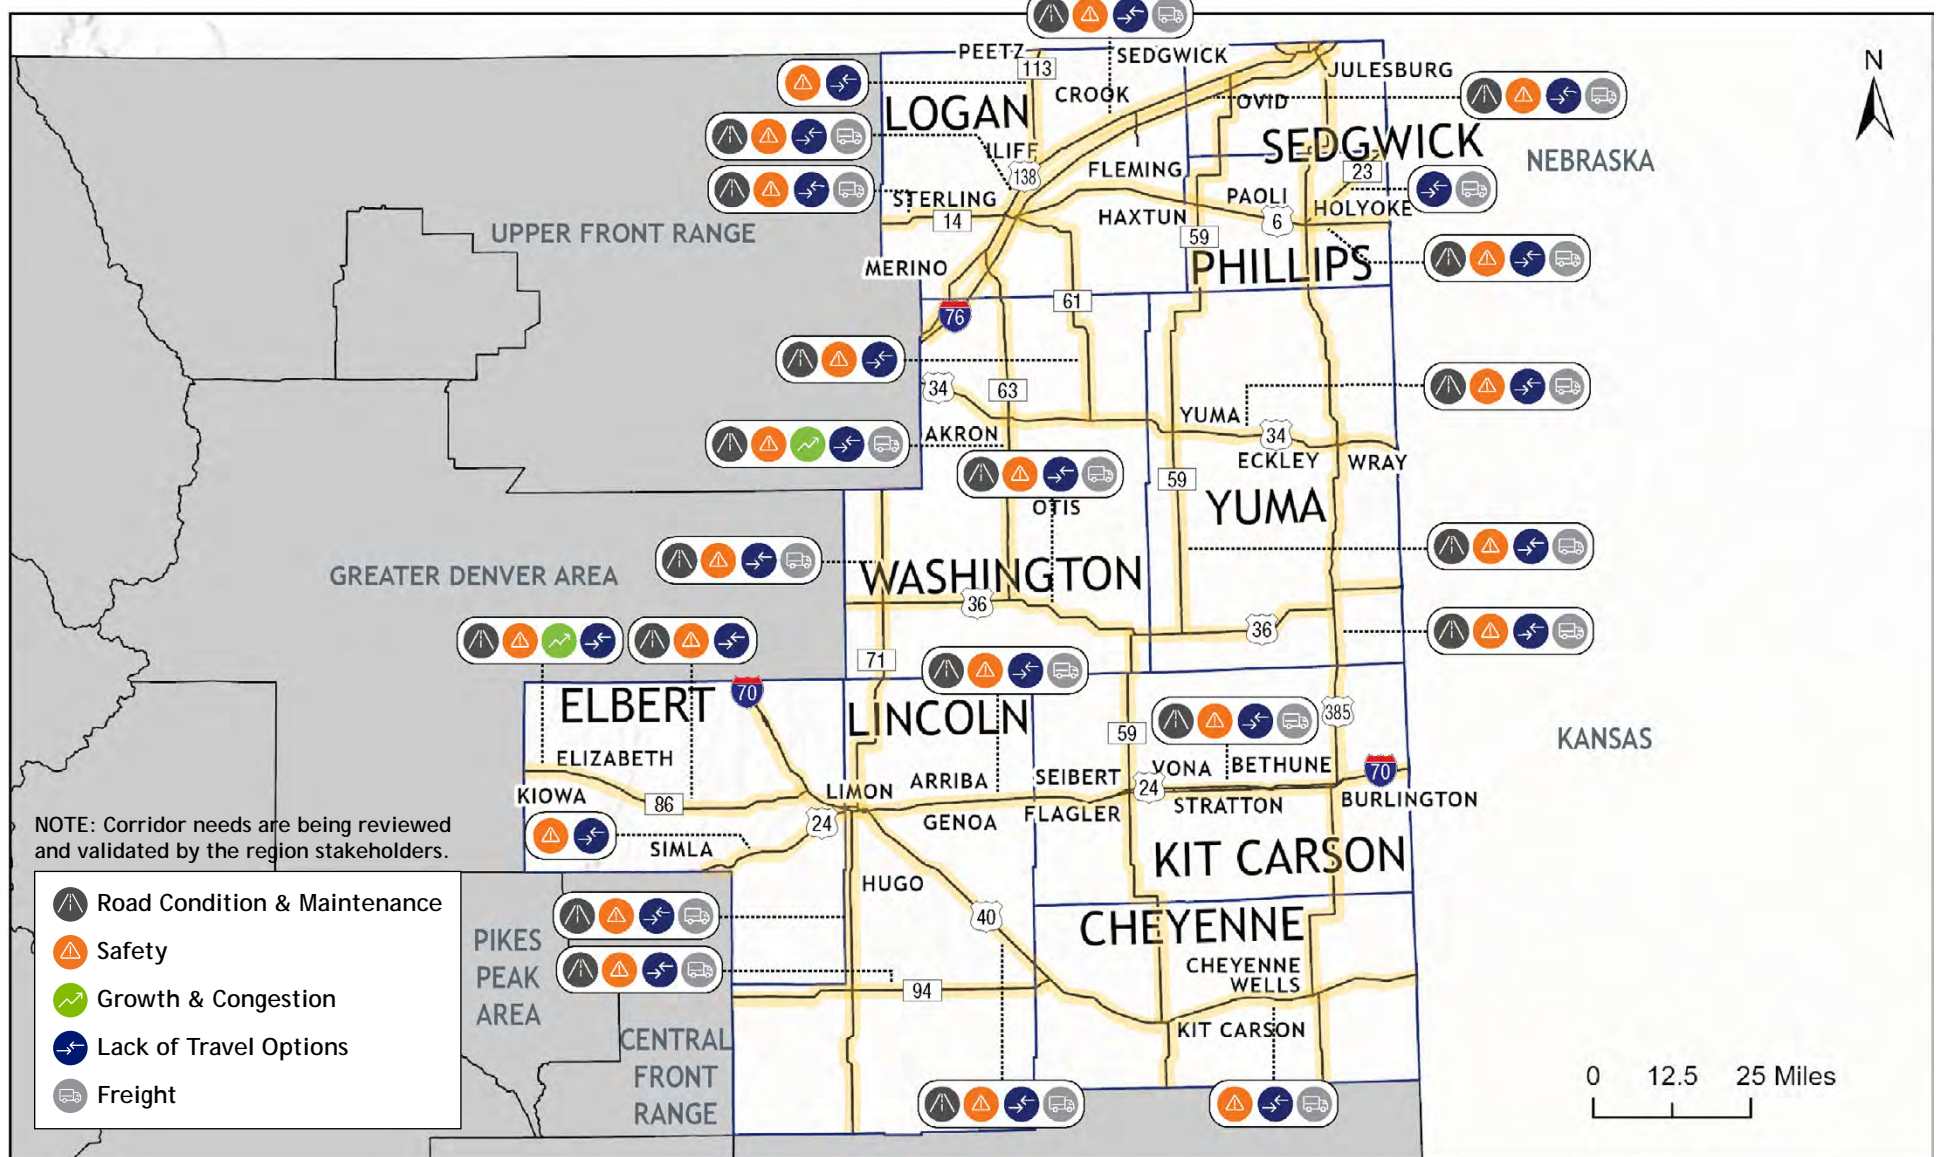 PEETZ
113
SEDGWICK
JULESBURG
N
CROOK
OVID
LOGAN
ILIFF
SEDGWICK
NEBRASKA
138
FLEMING
23
STERLING
PAOLI
HOLYOKE
14
HAXTUN
6
UPPER FRONT RANGE
59
MERINO
PHILLIPS
61
76
34
63
YUMA
AKRON
34
ECKLEY
WRAY
59
OTIS
YUMA
GREATER DENVER AREA
WASHINGTON
36
36
71
70
ELBERT
LINCOLN
385
59
KANSAS
ELIZABETH
VONA
BETHUNE
70
ARRIBA
SEIBERT
KIOWA
86
LIMON
24
STRATTON
BURLINGTON
24
GENOA
FLAGLER
NOTE: Corridor needs are being reviewed
and validated by the region stakeholders.
SIMLA
KIT CARSON
HUGO
40
CHEYENNE
Road Condition & Maintenance
Safety
Growth & Congestion
Lack of Travel Options
Freight
PIKES
PEAK
AREA
CHEYENNE
WELLS
94
KIT CARSON
CENTRAL
FRONT
RANGE
0 12.5 25 Miles